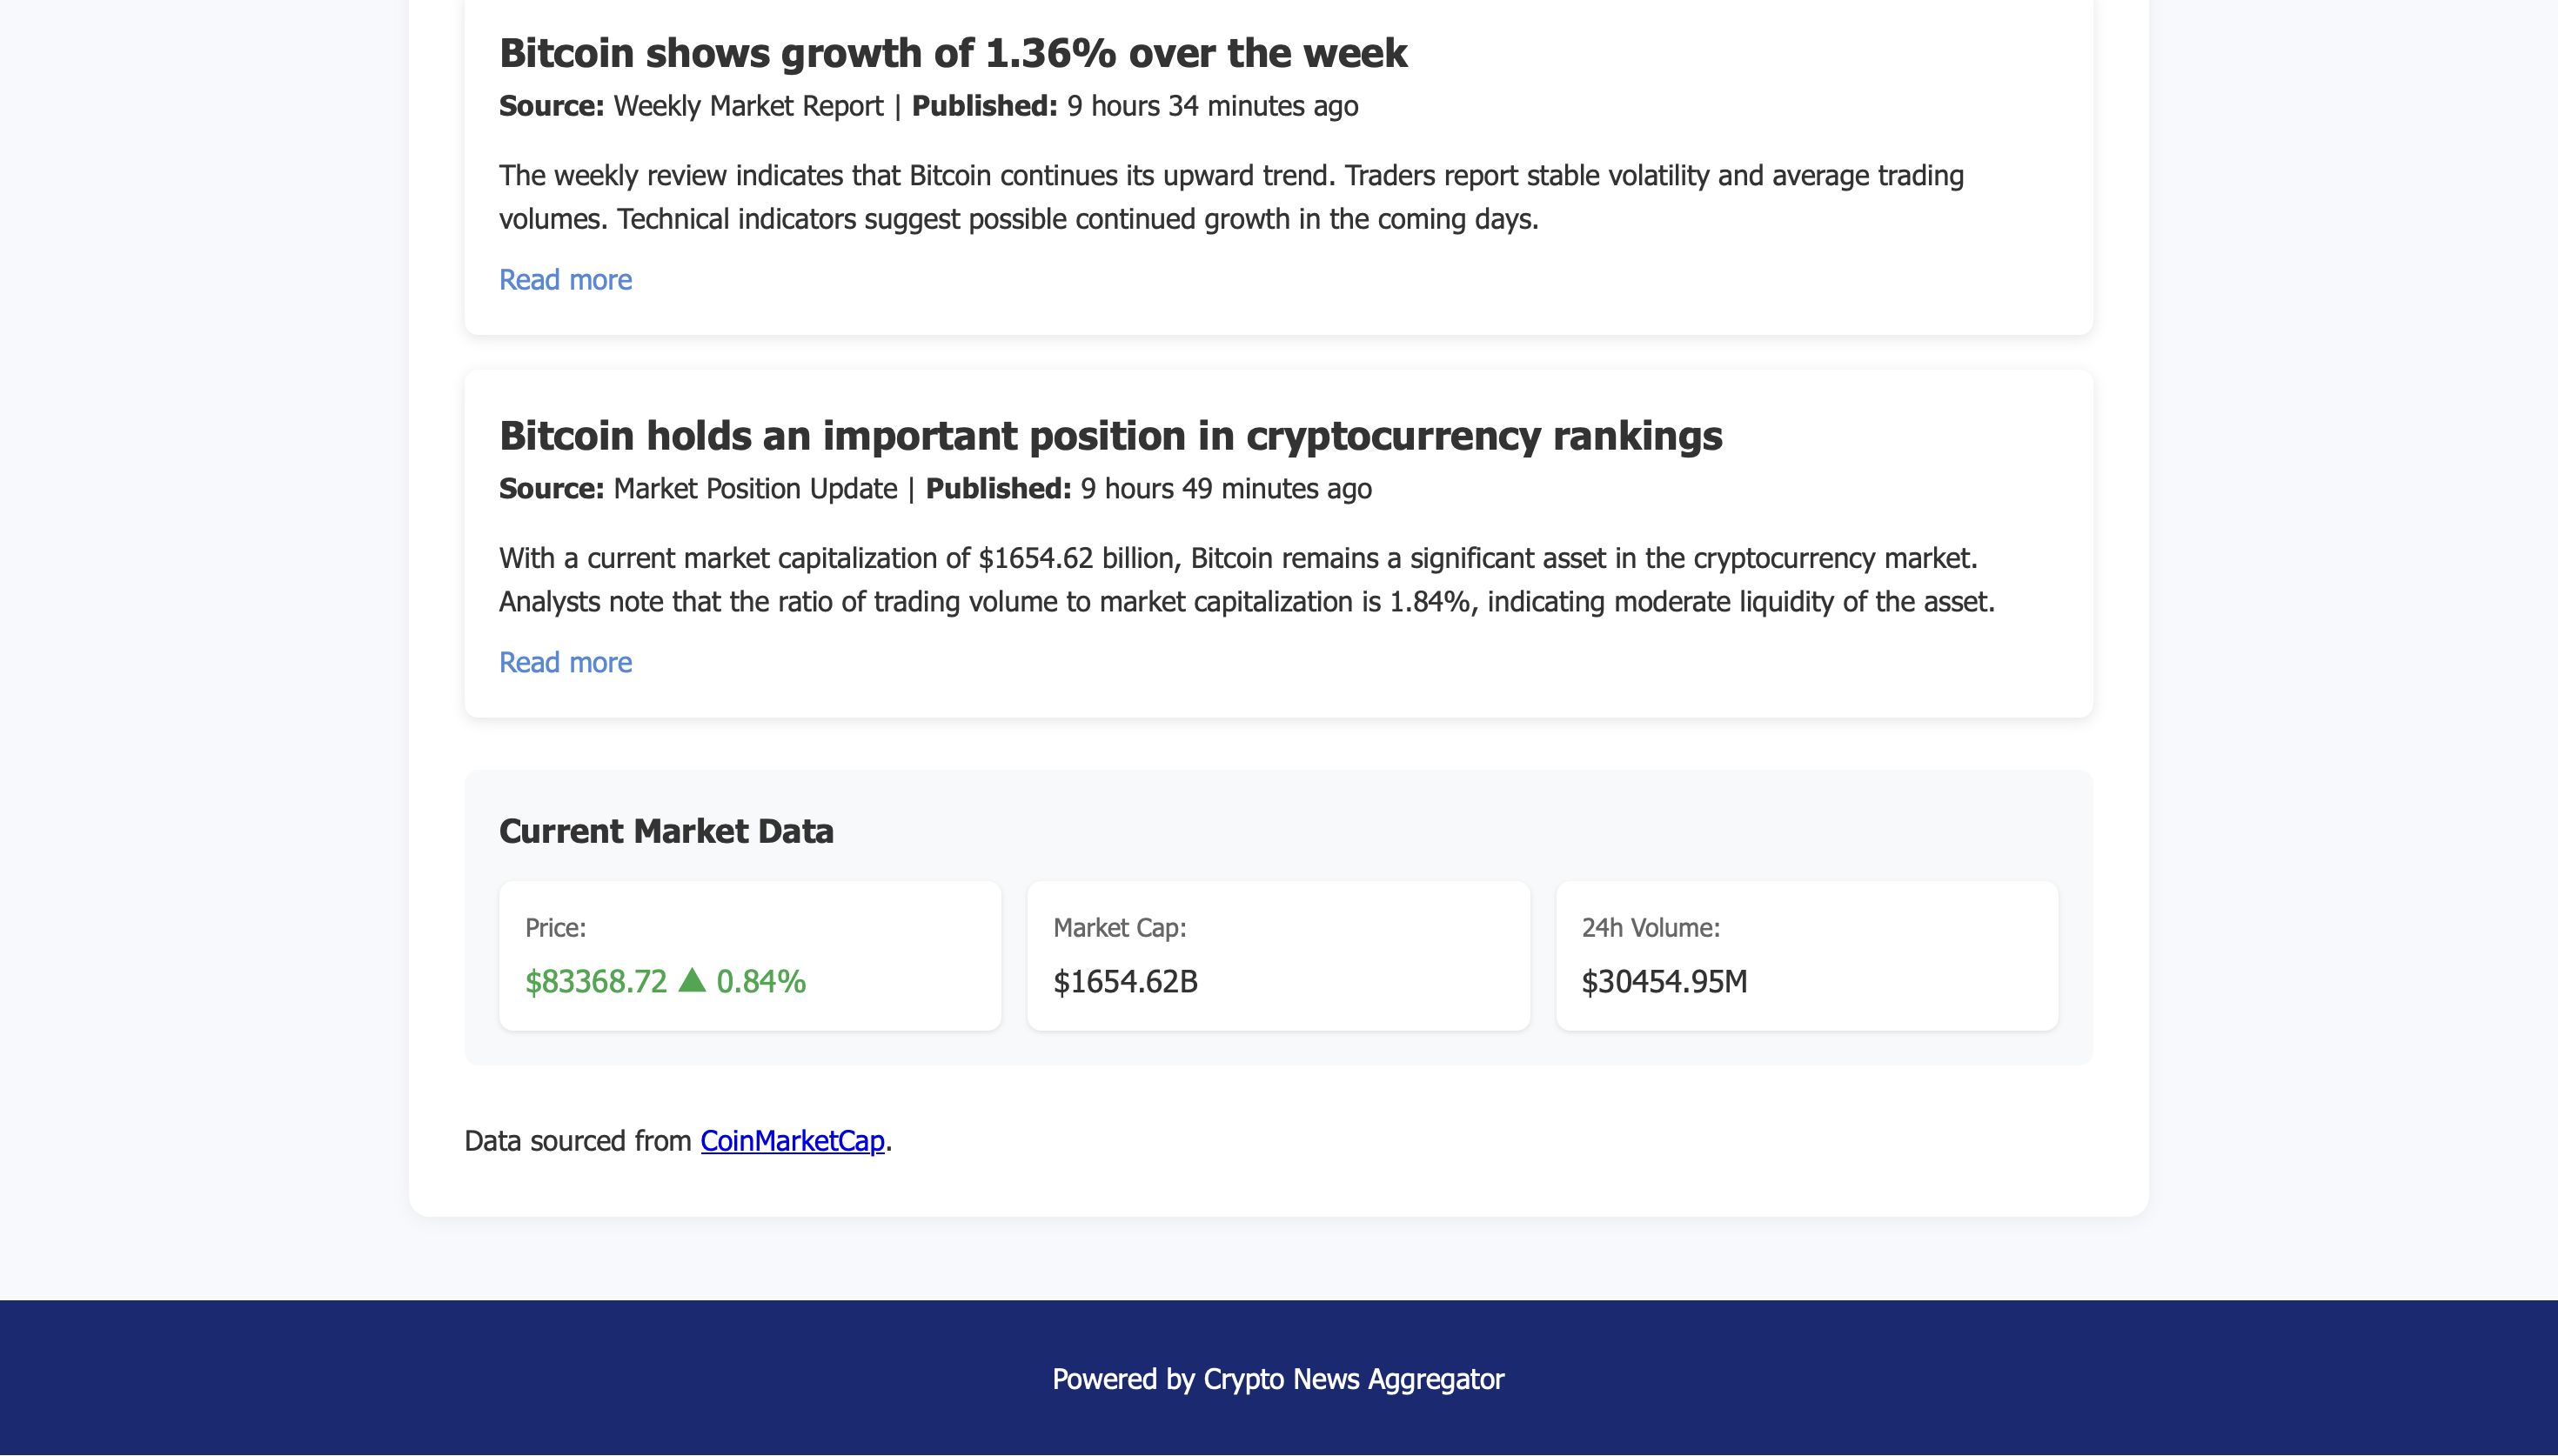 Bitcoin shows growth of 1.36% over the week
Source: Weekly Market Report | Published: 9 hours 34 minutes ago
The weekly review indicates that Bitcoin continues its upward trend. Traders report stable volatility and average trading
volumes. Technical indicators suggest possible continued growth in the coming days.
Read more
Bitcoin holds an important position in cryptocurrency rankings
Source: Market Position Update | Published: 9 hours 49 minutes ago
With a current market capitalization of $1654.62 billion, Bitcoin remains a significant asset in the cryptocurrency market.
Analysts note that the ratio of trading volume to market capitalization is 1.84%, indicating moderate liquidity of the asset.
Read more
Current Market Data
Price:
$83368.72 ▲ 0.84%
Market Cap:
$1654.62B
24h Volume:
$30454.95M
Data sourced from CoinMarketCap.
Powered by Crypto News Aggregator